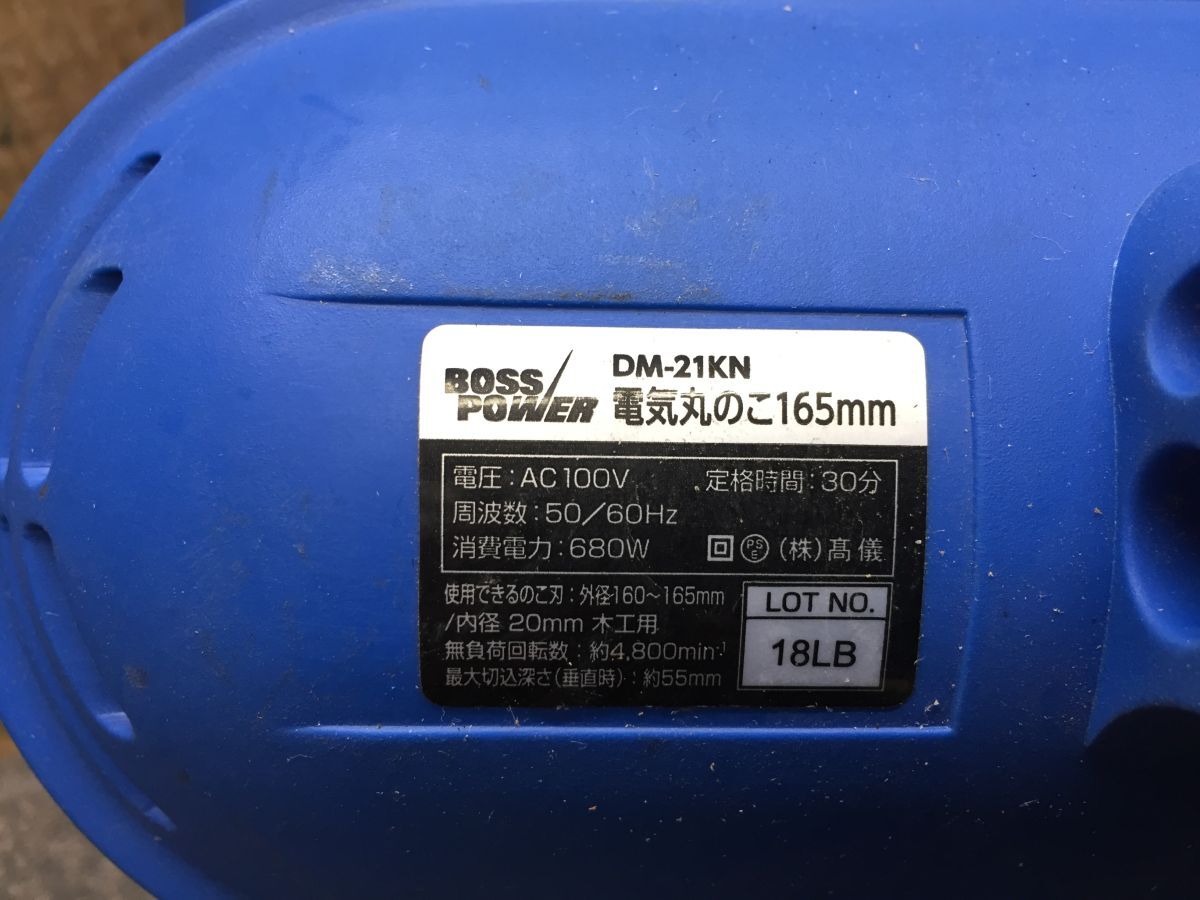 BOSS POWER
DM-21KN
電気丸のこ165mm
電圧：AC100V 定格時間：30分
周波数：50／60Hz
消費電力：680W 回 PSE （株）髙儀
使用できるのこ刃：外径160～165mm
/内径 20mm 木工用
無負荷回転数：約4,800min-1
最大切込深さ（垂直時）：約55mm
LOT NO.
18LB